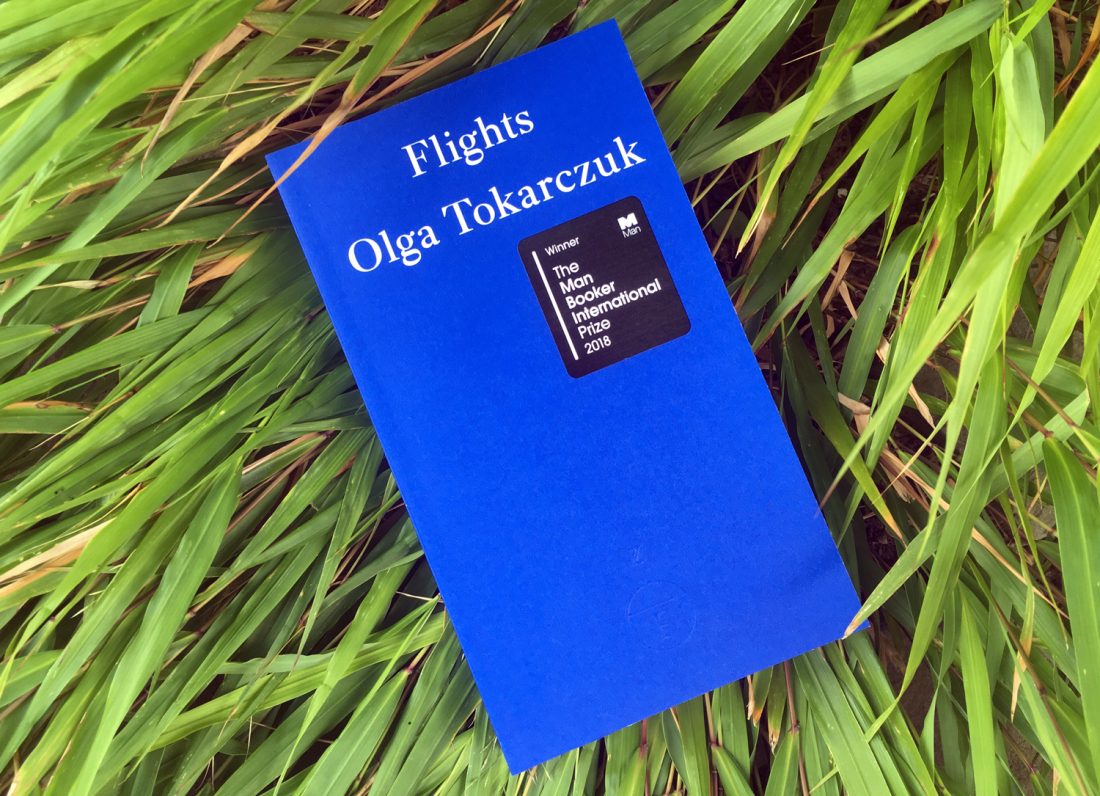 Flights
Olga Tokarczuk
Winner
M
Man
The
Man
Booker
International
Prize
2018